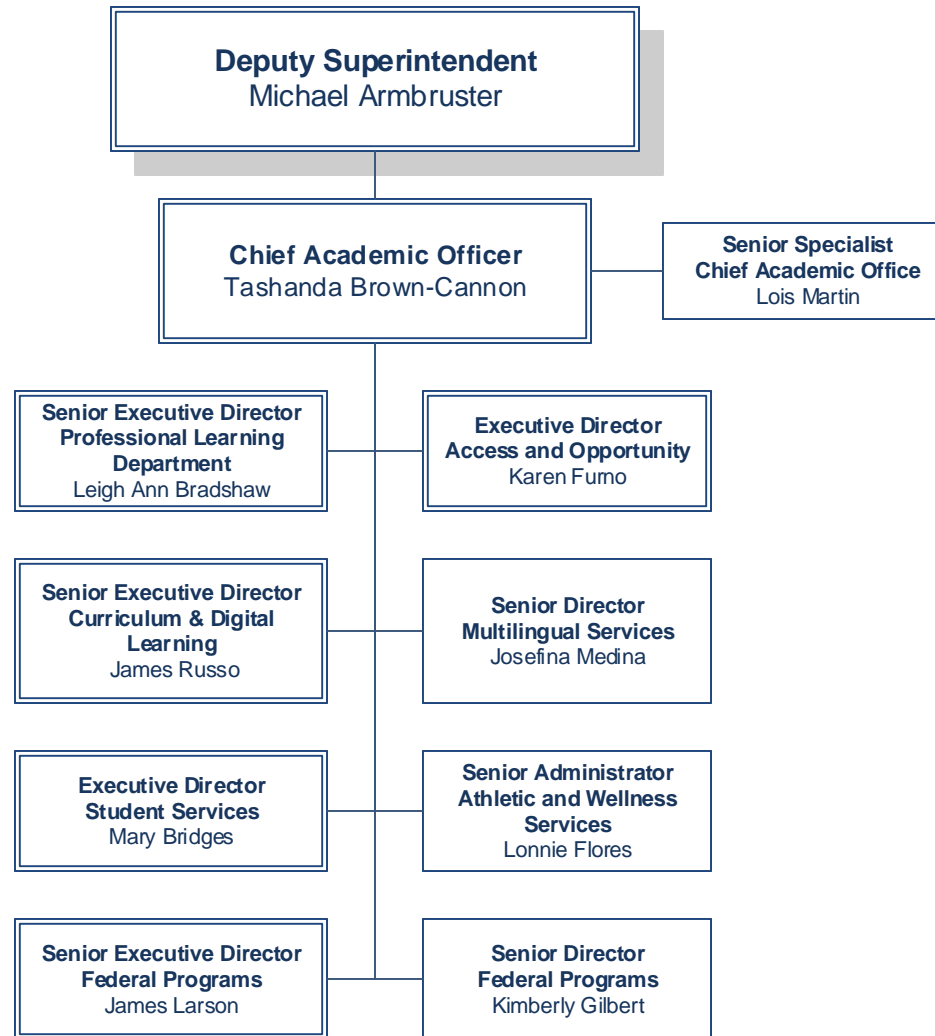 Deputy Superintendent
Michael Armbruster
Chief Academic Officer
Tashanda Brown-Cannon
Senior Specialist
Chief Academic Office
Lois Martin
Senior Executive Director
Professional Learning
Department
Leigh Ann Bradshaw
Executive Director
Access and Opportunity
Karen Furno
Senior Executive Director
Curriculum & Digital
Learning
James Russo
Senior Director
Multilingual Services
Josefina Medina
Executive Director
Student Services
Mary Bridges
Senior Administrator
Athletic and Wellness
Services
Lonnie Flores
Senior Executive Director
Federal Programs
James Larson
Senior Director
Federal Programs
Kimberly Gilbert